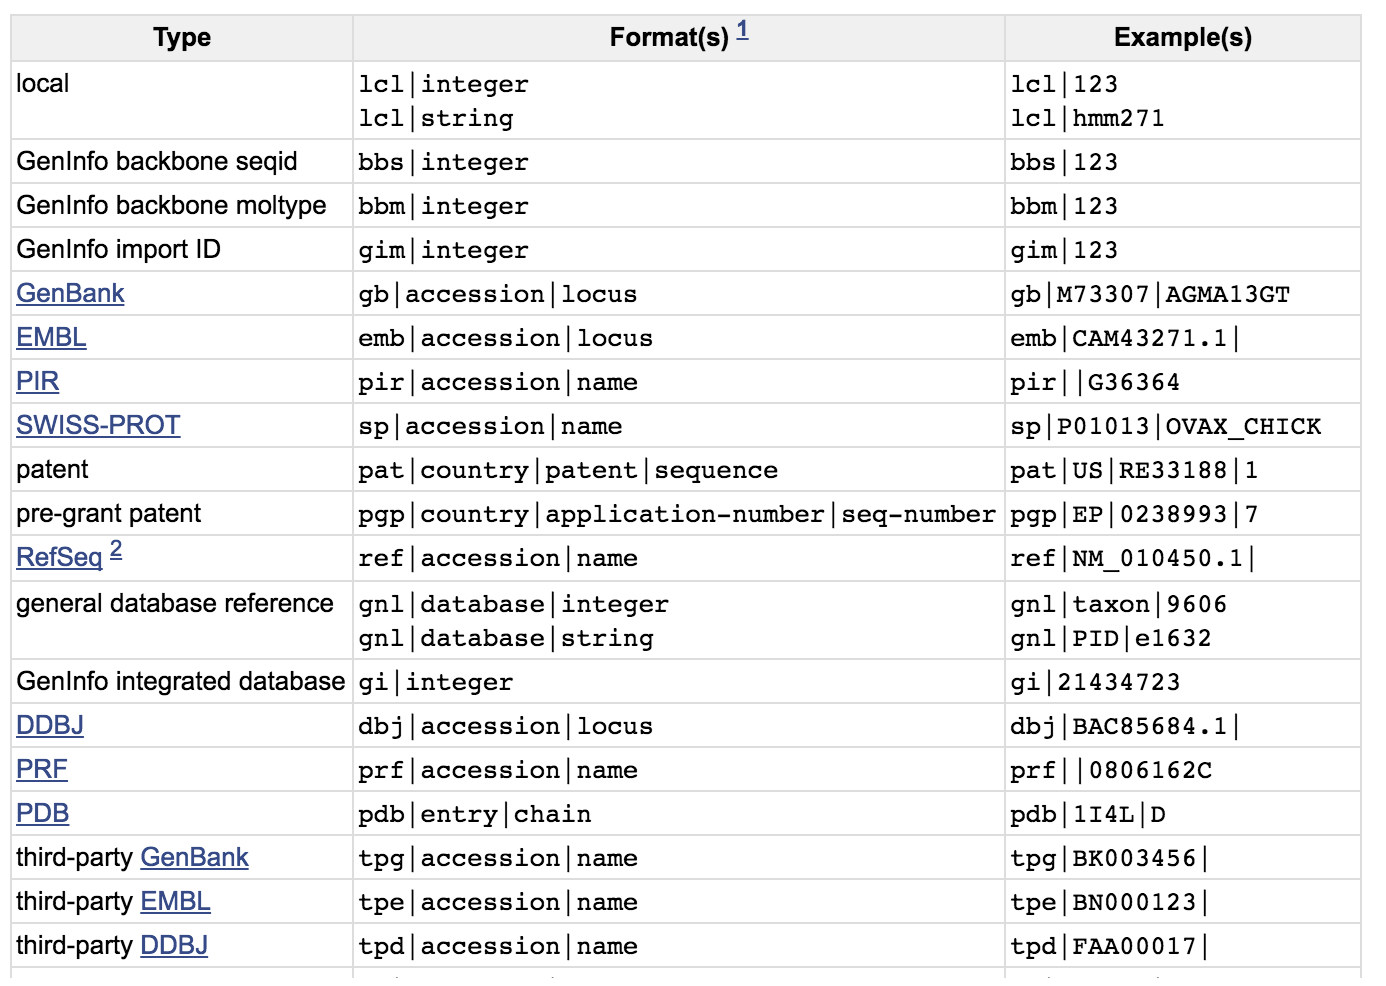 Type Format(s) 1 Example(s)
local lcl|integer lcl|123
lcl|string lcl|hmm271
GenInfo backbone seqid bbs|integer bbs|123
GenInfo backbone moltype bbm|integer bbm|123
GenInfo import ID gim|integer gim|123
GenBank gb|accession|locus gb|M73307|AGMA13GT
EMBL emb|accession|locus emb|CAM43271.1|
PIR pir|accession|name pir||G36364
SWISS-PROT sp|accession|name sp|P01013|OVAX_CHICK
patent pat|country|patent|sequence pat|US|RE33188|1
pre-grant patent pgp|country|application-number|seq-number pgp|EP|0238993|7
RefSeq 2 ref|accession|name ref|NM_010450.1|
general database reference gnl|database|integer gnl|taxon|9606
gnl|database|string gnl|PID|e1632
GenInfo integrated database gi|integer gi|21434723
DDBJ dbj|accession|locus dbj|BAC85684.1|
PRF prf|accession|name prf||0806162C
PDB pdb|entry|chain pdb|1I4L|D
third-party GenBank tpg|accession|name tpg|BK003456|
third-party EMBL tpe|accession|name tpe|BN000123|
third-party DDBJ tpd|accession|name tpd|FAA00017|